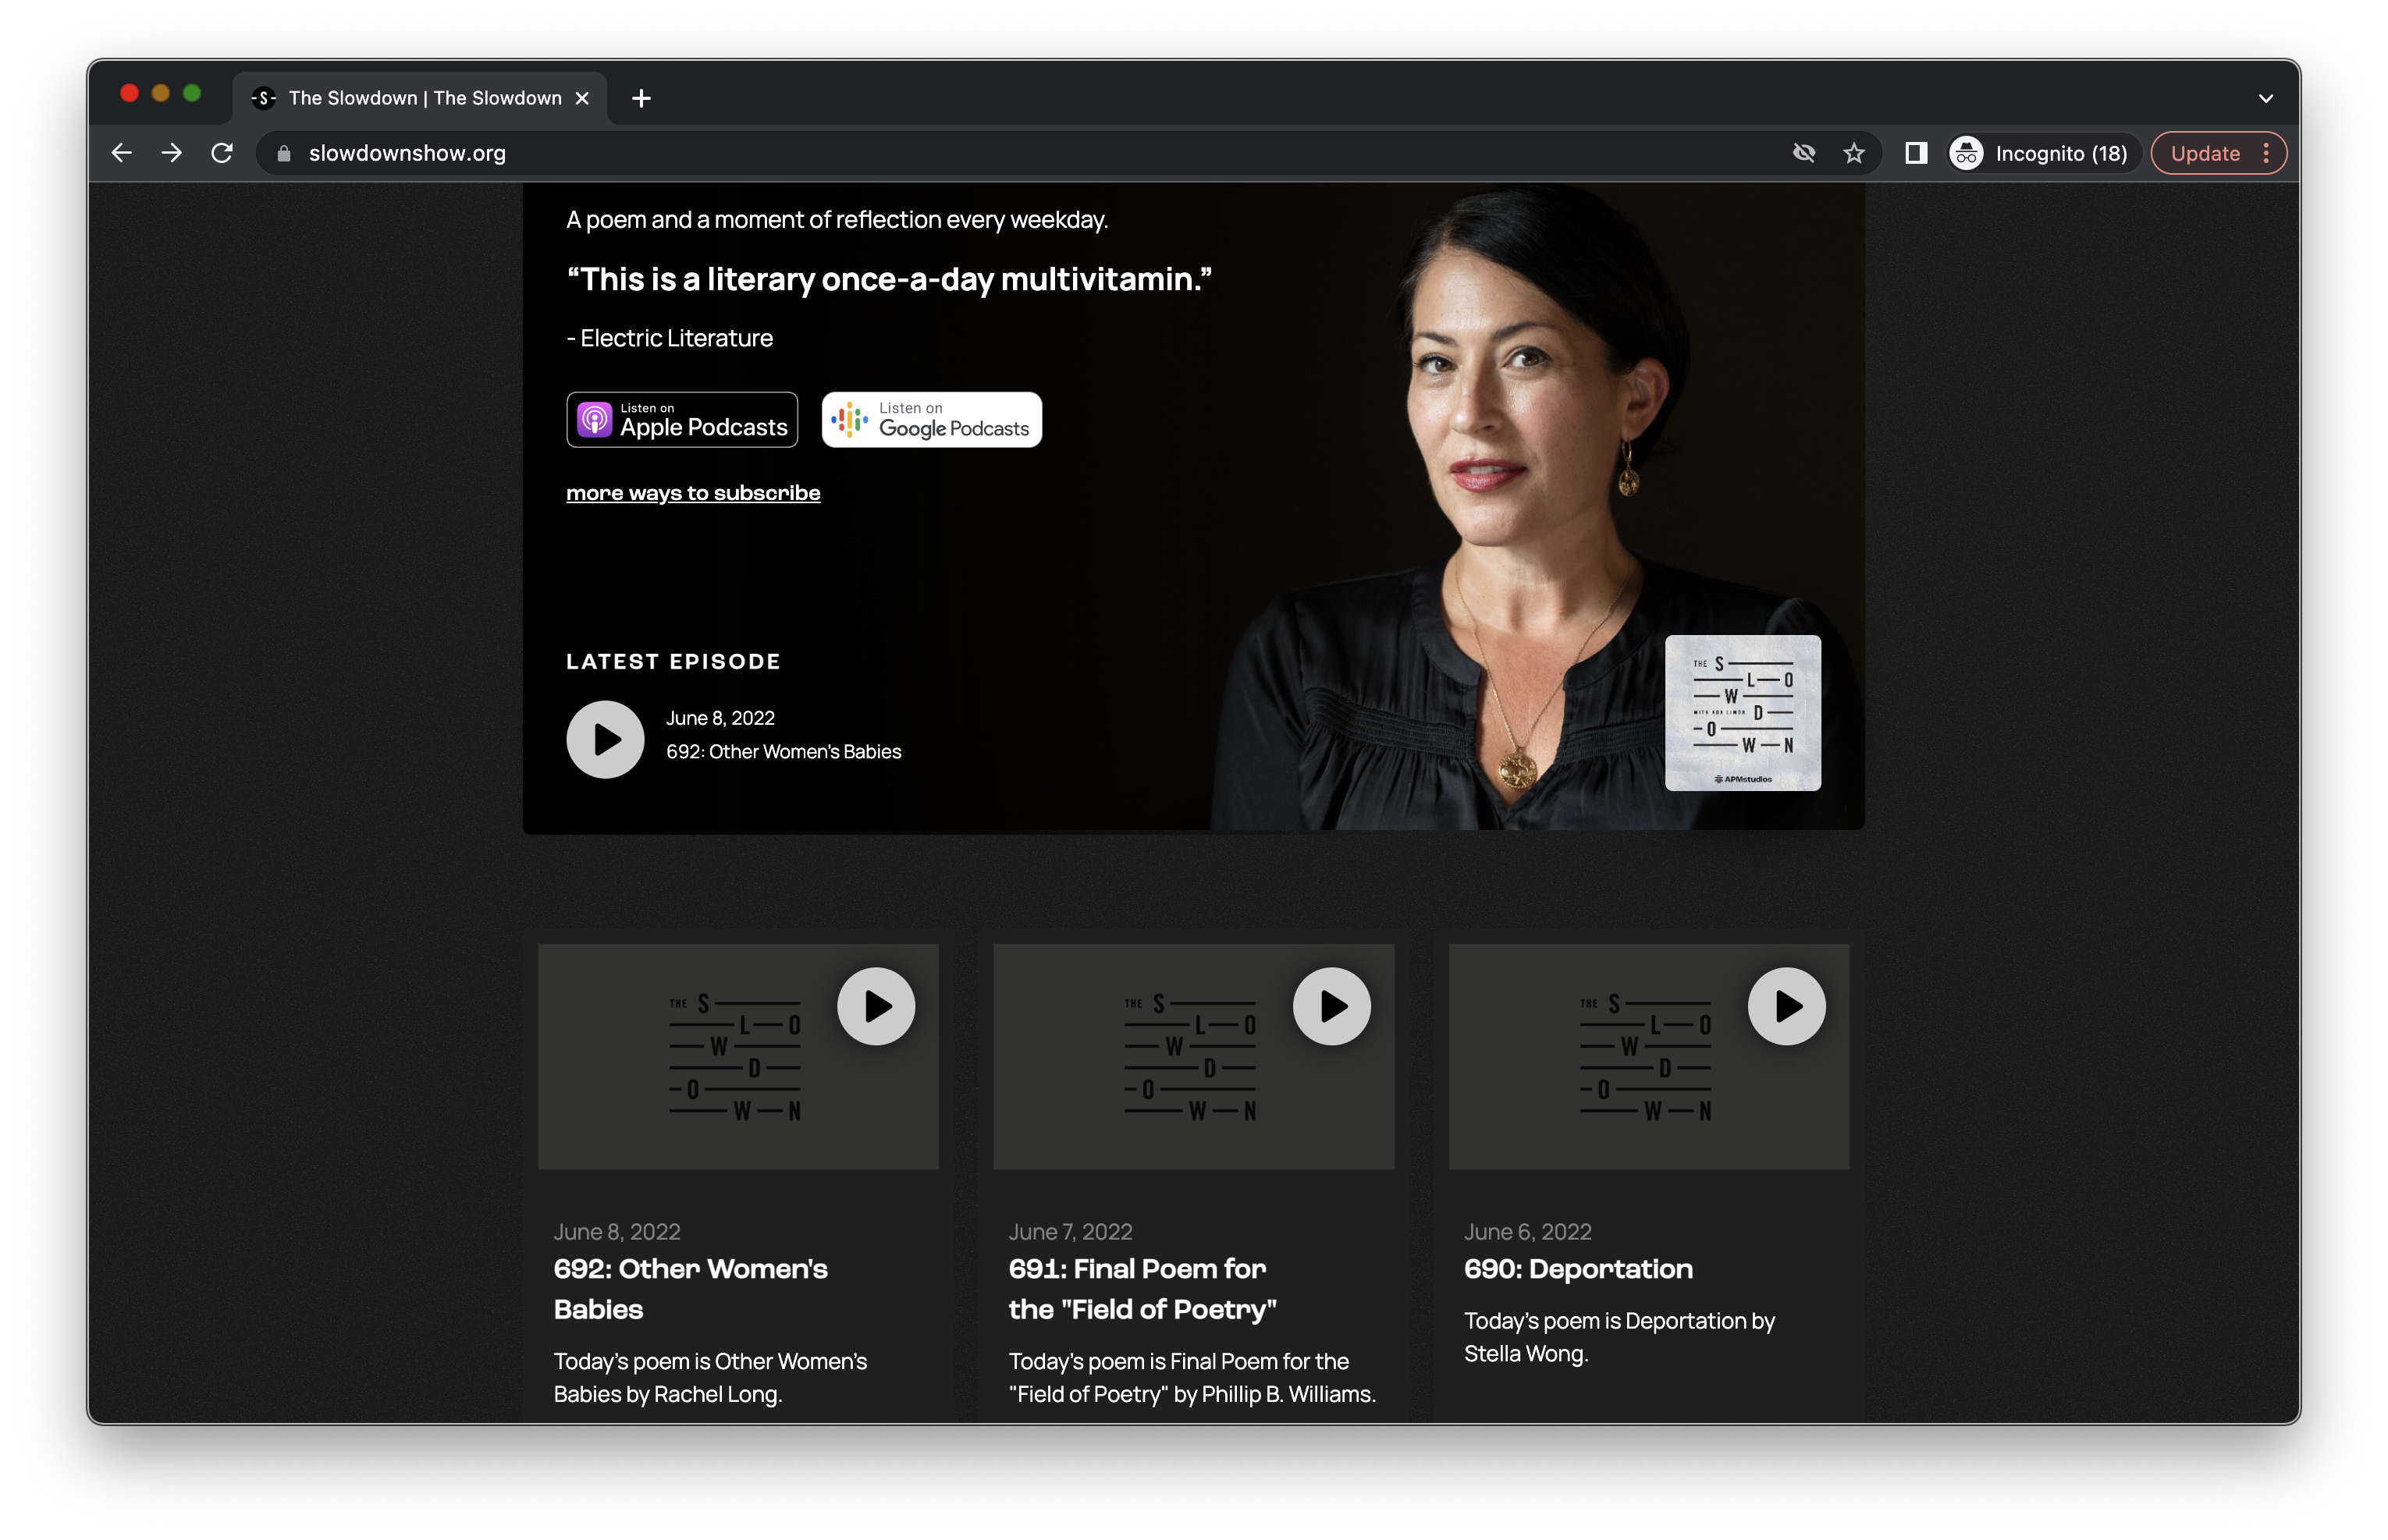 The Slowdown | The Slowdown
slowdownshow.org
Incognito (18)
Update
A poem and a moment of reflection every weekday.
“This is a literary once-a-day multivitamin.”
- Electric Literature
Listen on
Apple Podcasts
Listen on
Google Podcasts
more ways to subscribe
LATEST EPISODE
June 8, 2022
692: Other Women's Babies
THE S
L O
W
WITH ADA LIMÓN D
O
W N
APMstudios
THE S
L O
W
D
O
W N
THE S
L O
W
D
O
W N
THE S
L O
W
D
O
W N
June 8, 2022
692: Other Women's
Babies
Today’s poem is Other Women’s
Babies by Rachel Long.
June 7, 2022
691: Final Poem for
the "Field of Poetry"
Today’s poem is Final Poem for the
"Field of Poetry" by Phillip B. Williams.
June 6, 2022
690: Deportation
Today’s poem is Deportation by
Stella Wong.